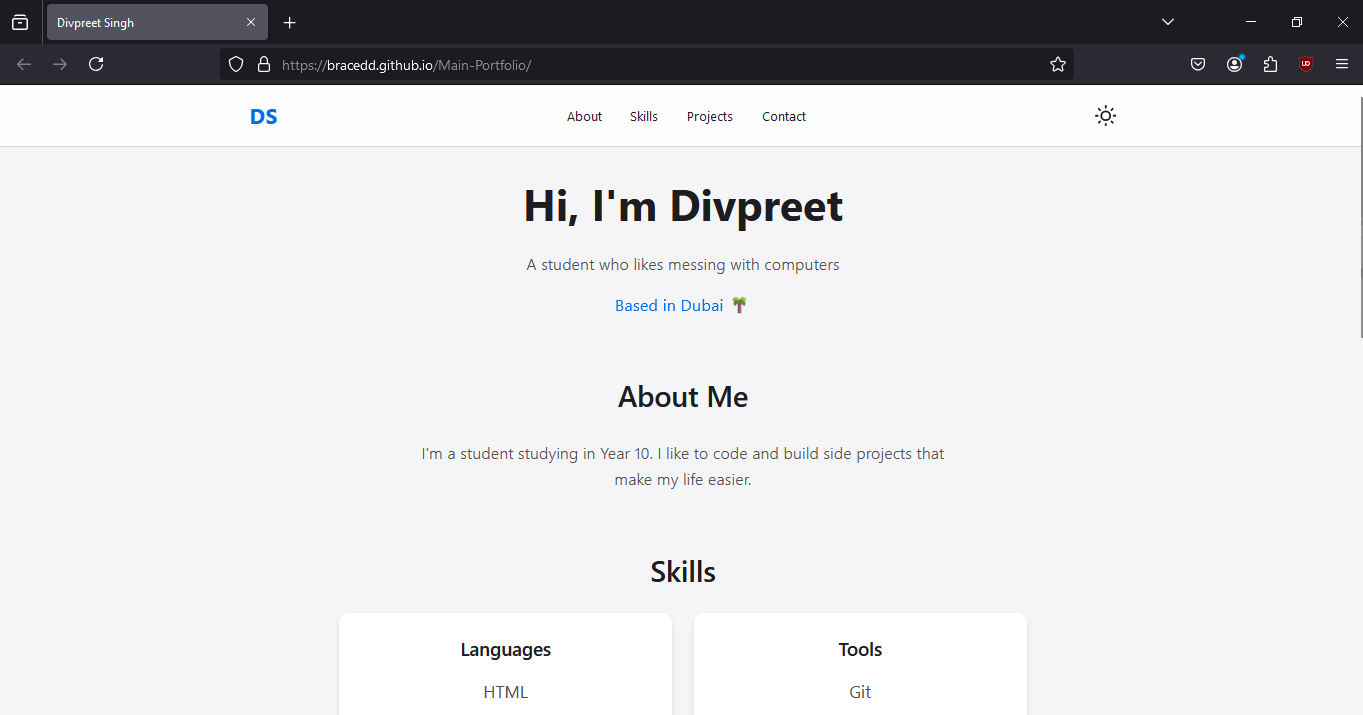 Divpreet Singh
https://bracedd.github.io/Main-Portfolio/
DS
About Skills Projects Contact
Hi, I'm Divpreet
A student who likes messing with computers
Based in Dubai 🌴
About Me
I'm a student studying in Year 10. I like to code and build side projects that
make my life easier.
Skills
Languages
HTML
Tools
Git